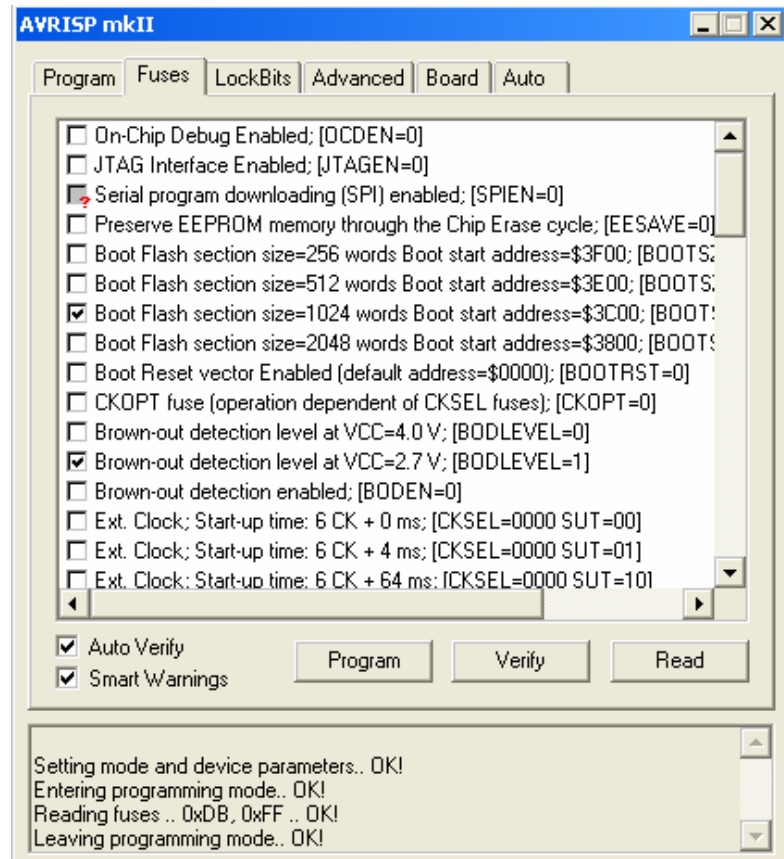 AVRISP mkII
Program Fuses LockBits Advanced Board Auto
On-Chip Debug Enabled; [OCDEN=0]
JTAG Interface Enabled; [JTAGEN=0]
? Serial program downloading (SPI) enabled; [SPIEN=0]
Preserve EEPROM memory through the Chip Erase cycle; [EESAVE=0]
Boot Flash section size=256 words Boot start address=$3F00; [BOOTSZ
Boot Flash section size=512 words Boot start address=$3E00; [BOOTSZ
Boot Flash section size=1024 words Boot start address=$3C00; [BOOTS
Boot Flash section size=2048 words Boot start address=$3800; [BOOTS
Boot Reset vector Enabled (default address=$0000); [BOOTRST=0]
CKOPT fuse (operation dependent of CKSEL fuses); [CKOPT=0]
Brown-out detection level at VCC=4.0 V; [BODLEVEL=0]
Brown-out detection level at VCC=2.7 V; [BODLEVEL=1]
Brown-out detection enabled; [BODEN=0]
Ext. Clock; Start-up time: 6 CK + 0 ms; [CKSEL=0000 SUT=00]
Ext. Clock; Start-up time: 6 CK + 4 ms; [CKSEL=0000 SUT=01]
Ext. Clock; Start-up time: 6 CK + 64 ms; [CKSEL=0000 SUT=10]
Auto Verify
Smart Warnings
Program Verify Read
Setting mode and device parameters.. OK!
Entering programming mode.. OK!
Reading fuses .. 0xDB, 0xFF .. OK!
Leaving programming mode.. OK!